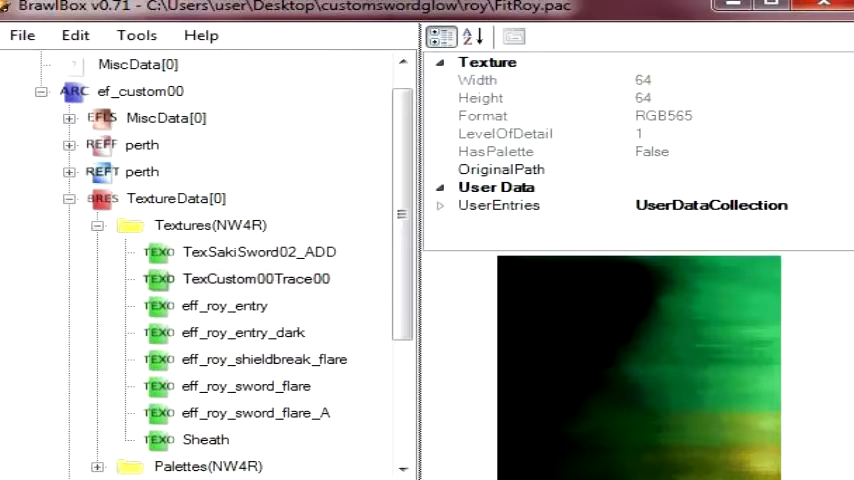 BrawlBox v0.71 - C:\Users\user\Desktop\customswordglow\roy\FitRoy.pac
File Edit Tools Help
MiscData[0]
ARC ef_custom00
EFLS MiscData[0]
REFF perth
REFT perth
BRES TextureData[0]
Textures(NW4R)
TEX0 TexSakiSword02_ADD
TEX0 TexCustom00Trace00
TEX0 eff_roy_entry
TEX0 eff_roy_entry_dark
TEX0 eff_roy_shieldbreak_flare
TEX0 eff_roy_sword_flare
TEX0 eff_roy_sword_flare_A
TEX0 Sheath
Palettes(NW4R)
Texture
Width 64
Height 64
Format RGB565
LevelOfDetail 1
HasPalette False
OriginalPath
User Data
UserEntries UserDataCollection